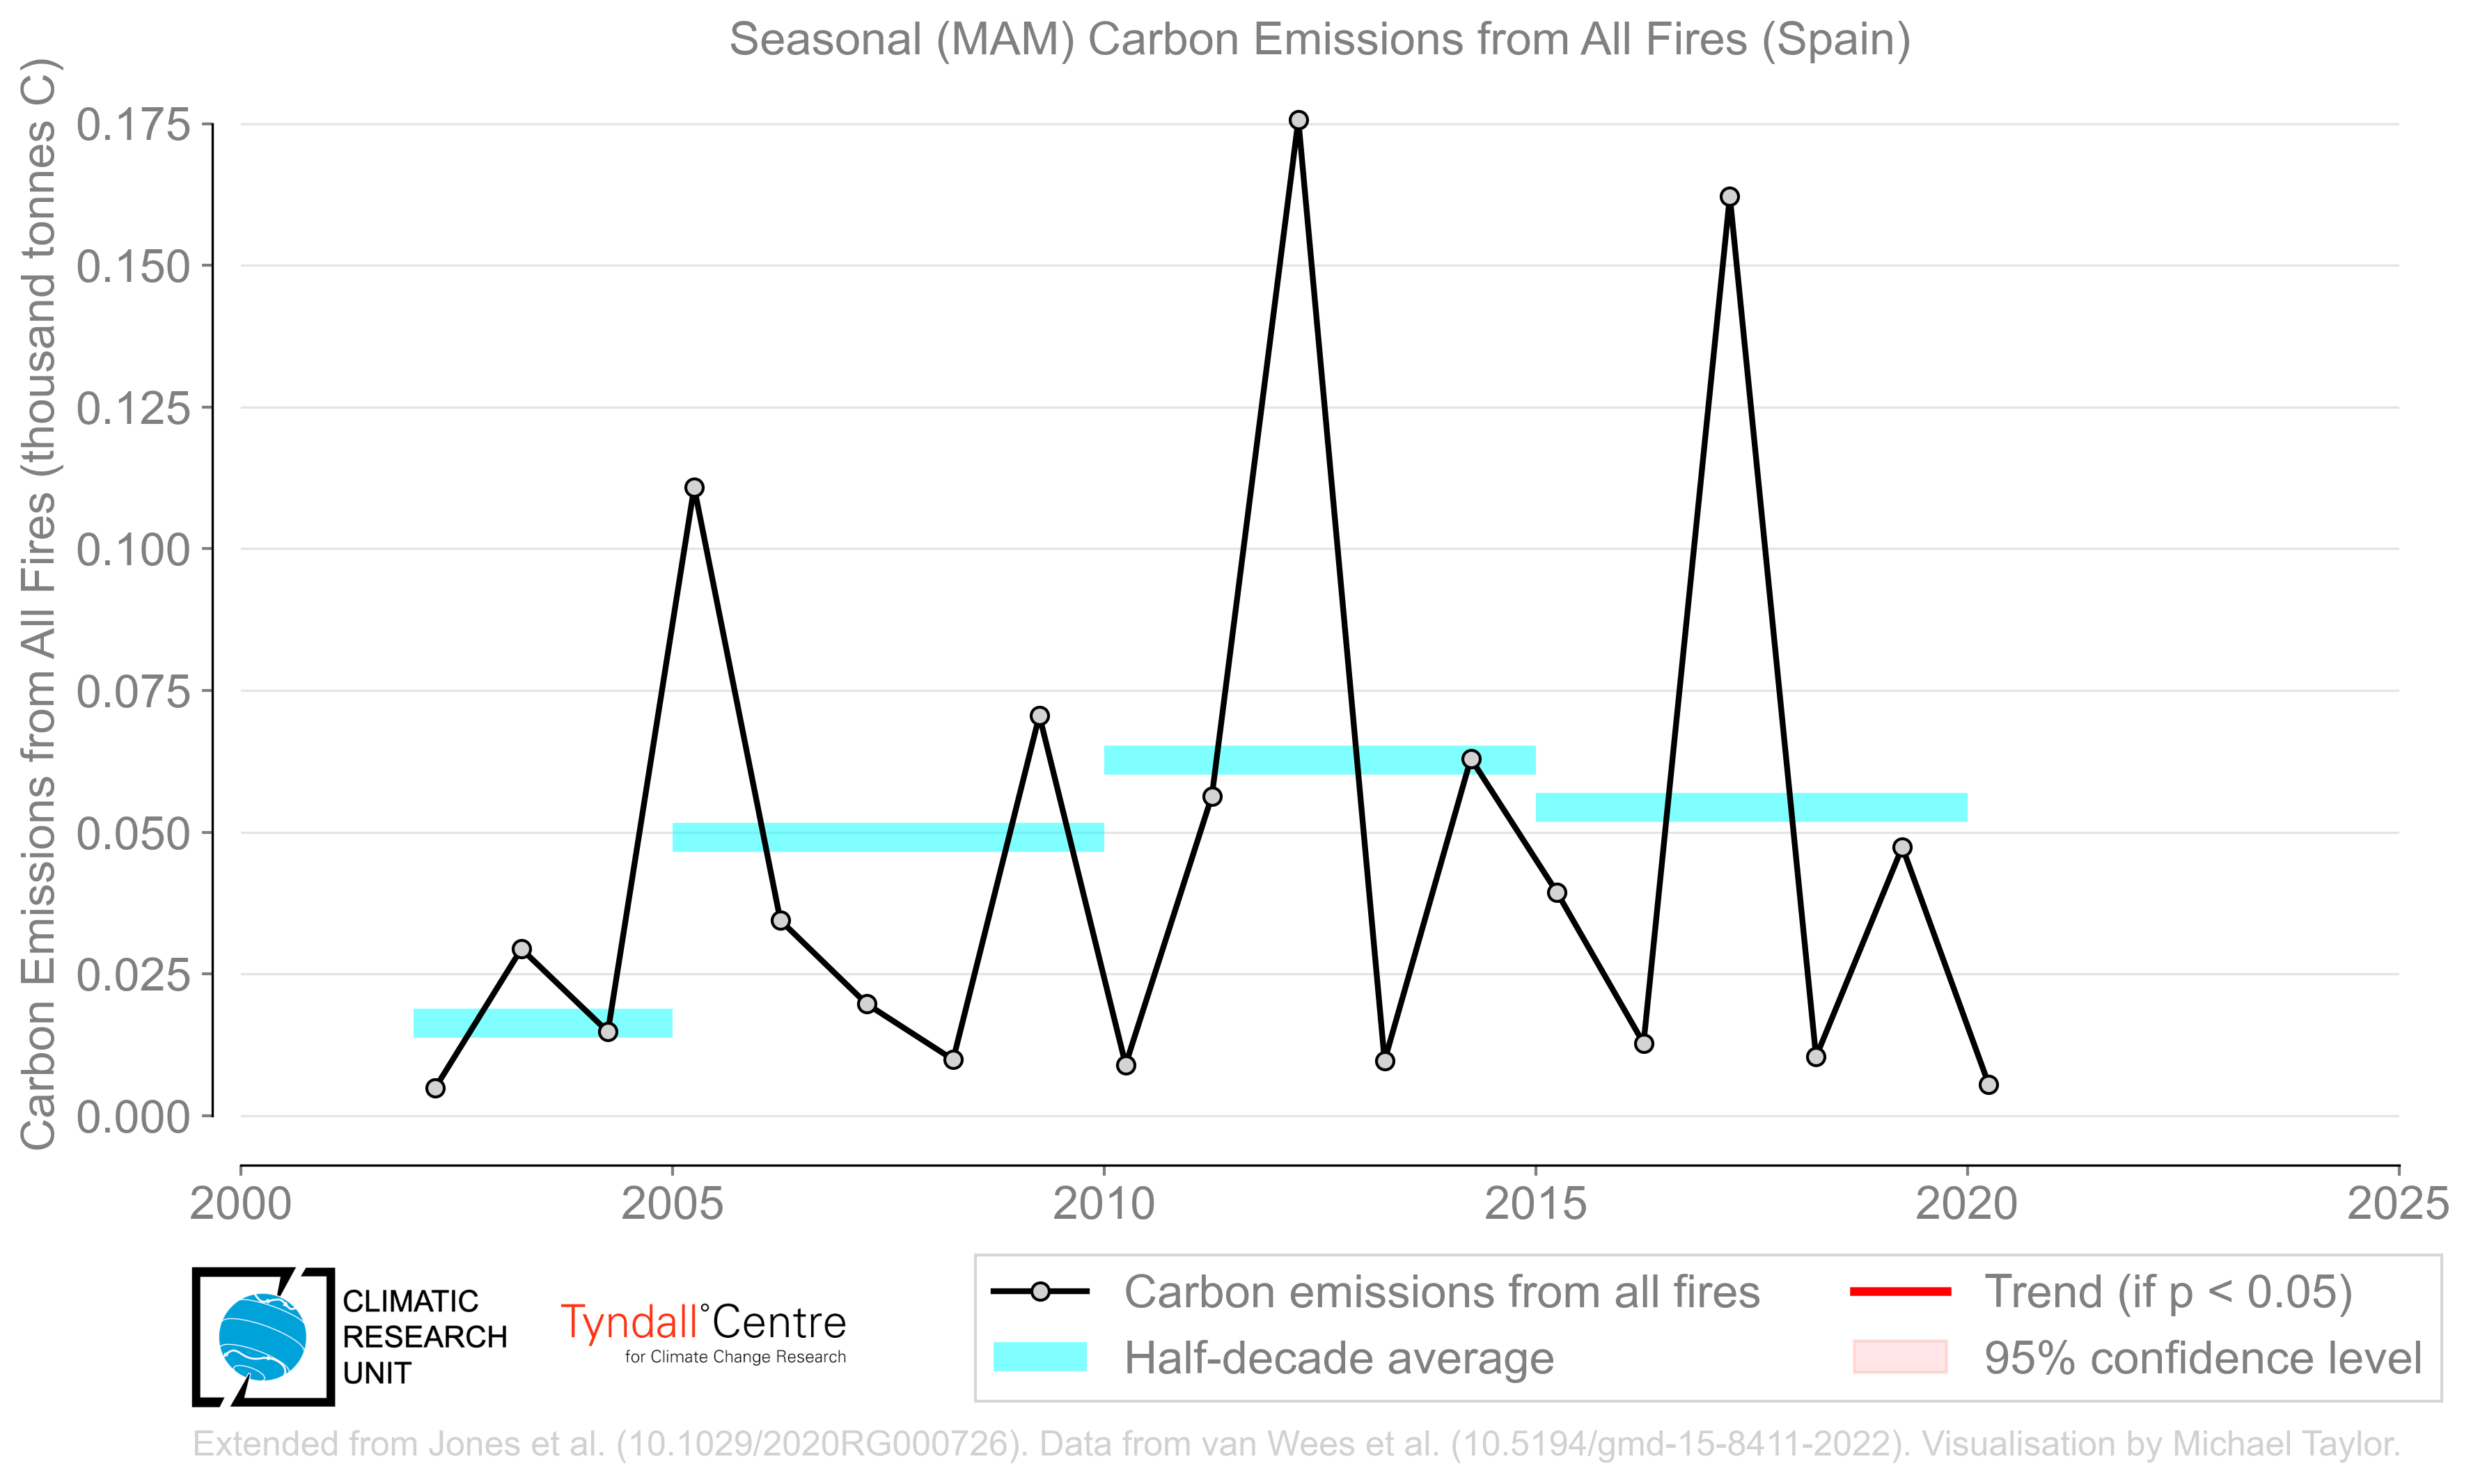 Seasonal (MAM) Carbon Emissions from All Fires (Spain)
Carbon Emissions from All Fires (thousand tonnes C)
0.175
0.150
0.125
0.100
0.075
0.050
0.025
0.000
2000 2005 2010 2015 2020 2025
CLIMATIC
RESEARCH
UNIT
Tyndall°Centre
for Climate Change Research
Carbon emissions from all fires
Half-decade average
Trend (if p < 0.05)
95% confidence level
Extended from Jones et al. (10.1029/2020RG000726). Data from van Wees et al. (10.5194/gmd-15-8411-2022). Visualisation by Michael Taylor.